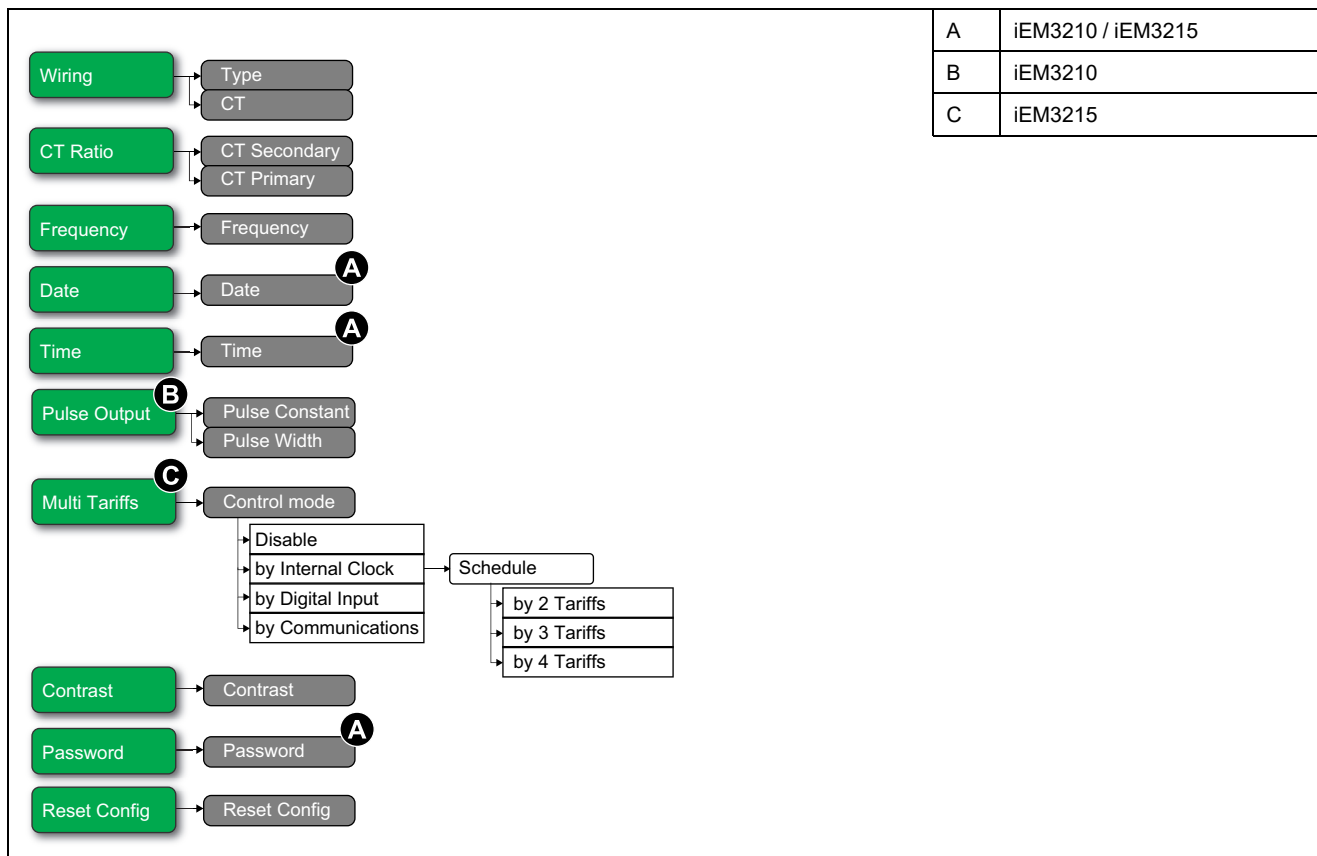 A iEM3210 / iEM3215
B iEM3210
C iEM3215
Wiring
Type
CT
CT Ratio
CT Secondary
CT Primary
Frequency
Frequency
Date
Date
A
Time
Time
A
Pulse Output
B
Pulse Constant
Pulse Width
Multi Tariffs
C
Control mode
Disable
by Internal Clock
by Digital Input
by Communications
Schedule
by 2 Tariffs
by 3 Tariffs
by 4 Tariffs
Contrast
Contrast
Password
Password
A
Reset Config
Reset Config